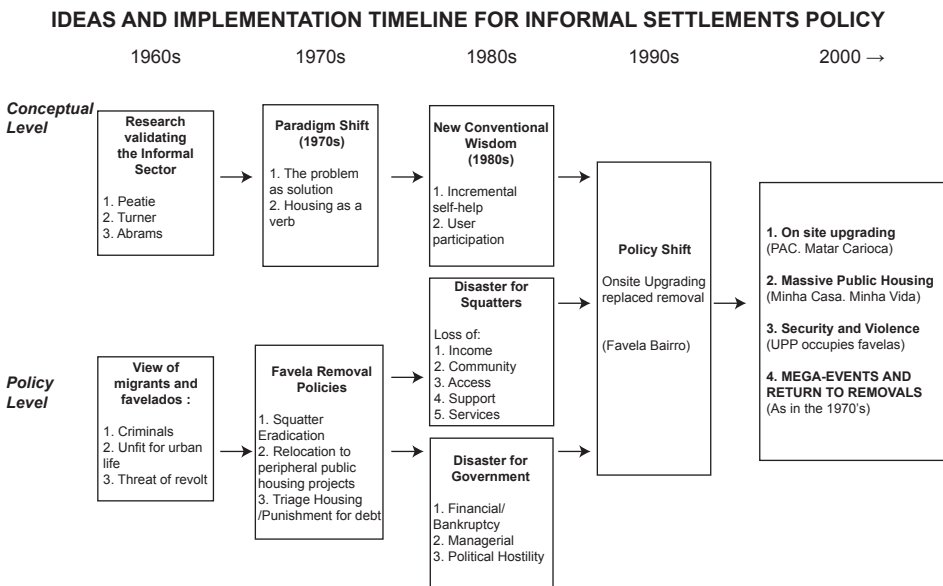 IDEAS AND IMPLEMENTATION TIMELINE FOR INFORMAL SETTLEMENTS POLICY
1960s
1970s
1980s
1990s
2000 →
Conceptual
Level
Research
validating
the Informal
Sector
1. Peatie
2. Turner
3. Abrams
Paradigm Shift
(1970s)
1. The problem
as solution
2. Housing as a
verb
New Conventional
Wisdom
(1980s)
1. Incremental
self-help
2. User
participation
Policy
Level
View of
migrants and
favelados :
1. Criminals
2. Unfit for urban
life
3. Threat of revolt
Favela Removal
Policies
1. Squatter
Eradication
2. Relocation to
peripheral public
housing projects
3. Triage Housing
/Punishment for debt
Disaster for
Squatters
Loss of:
1. Income
2. Community
3. Access
4. Support
5. Services
Disaster for
Government
1. Financial/
Bankruptcy
2. Managerial
3. Political Hostility
Policy Shift
Onsite Upgrading
replaced removal
(Favela Bairro)
1. On site upgrading
(PAC. Matar Carioca)
2. Massive Public Housing
(Minha Casa. Minha Vida)
3. Security and Violence
(UPP occupies favelas)
4. MEGA-EVENTS AND
RETURN TO REMOVALS
(As in the 1970's)